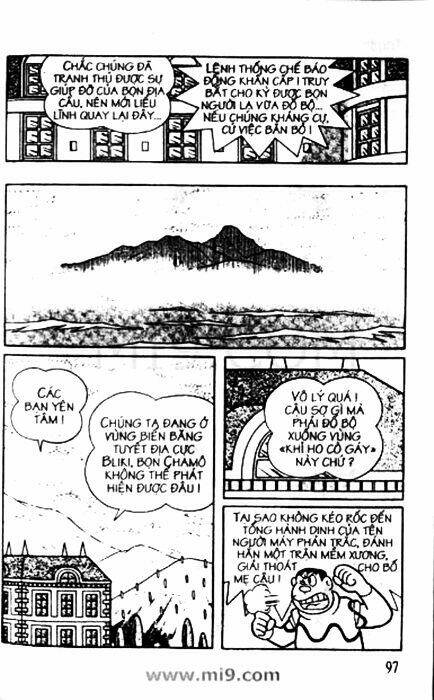 CHẮC CHÚNG ĐÃ
TRANH THỦ ĐƯỢC SỰ
GIÚP ĐỠ CỦA BỌN ĐỊA
CẦU, NÊN MỚI LIỀU
LĨNH QUAY LẠI ĐÂY...
LỆNH THỐNG CHẾ BÁO
ĐỘNG KHẨN CẤP! TRUY
BẮT CHO KỲ ĐƯỢC BỌN
NGƯỜI LẠ VỪA ĐỔ BỘ...
NẾU CHÚNG KHÁNG CỰ,
CỨ VIỆC BẮN BỎ!
CÁC
BẠN YÊN
TÂM!
CHÚNG TA ĐANG Ở
VÙNG BIỂN BĂNG
TUYẾT ĐỊA CỰC
BLIKI, BỌN CHAMÔ
KHÔNG THỂ PHÁT
HIỆN ĐƯỢC ĐÂU!
VÔ LÝ QUÁ!
CẬU SỢ GÌ MÀ
PHẢI ĐỔ BỘ
XUỐNG VÙNG
«KHỈ HO CÒ GÁY»
NÀY CHỨ?
TẠI SAO KHÔNG KÉO RỐC ĐẾN
TỔNG HÀNH DINH CỦA TÊN
NGƯỜI MÁY PHẢN TRẮC, ĐÁNH
HẮN MỘT TRẬN MỀM XƯƠNG,
GIẢI THOÁT CHO BỐ
MẸ CẬU!
97
www.mi9.com